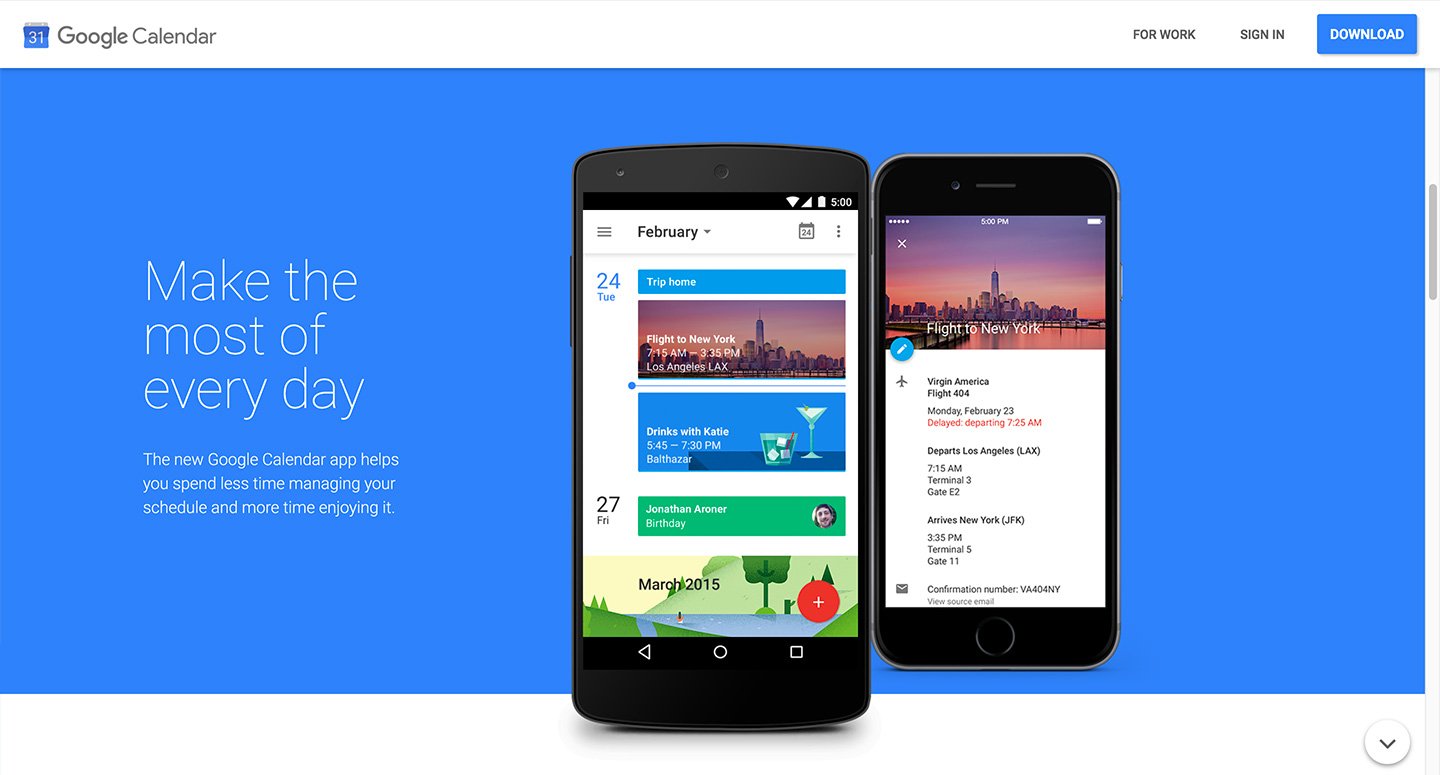 31 Google Calendar
FOR WORK
SIGN IN
DOWNLOAD
Make the
most of
every day
The new Google Calendar app helps
you spend less time managing your
schedule and more time enjoying it.
5:00
February
24
24
Tue
Trip home
Flight to New York
7:15 AM — 3:35 PM
Los Angeles LAX
Drinks with Katie
5:45 — 7:30 PM
Balthazar
27
Fri
Jonathan Aroner
Birthday
March 2015
5:00 PM
Flight to New York
Virgin America
Flight 404
Monday, February 23
Delayed: departing 7:25 AM
Departs Los Angeles (LAX)
7:15 AM
Terminal 3
Gate E2
Arrives New York (JFK)
3:35 PM
Terminal 5
Gate 11
Confirmation number: VA404NY
View source email